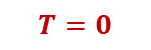 T = 0